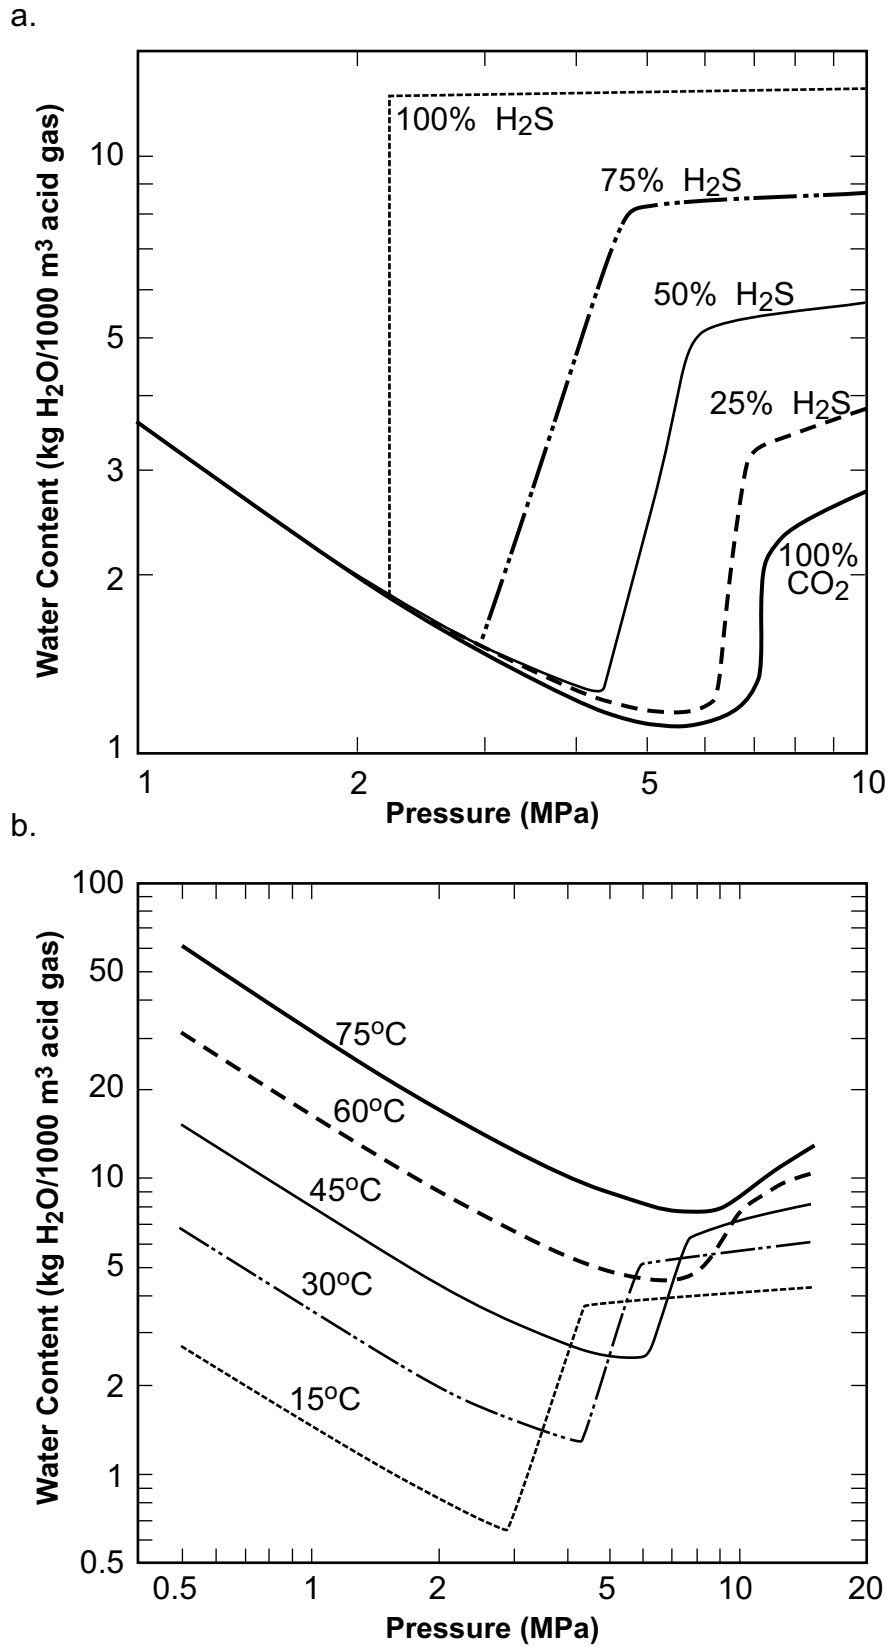 a.
Water Content (kg H2O/1000 m3 acid gas)
10
5
3
2
1
100% H2S
75% H2S
50% H2S
25% H2S
100%
CO2
1 2 5 10
Pressure (MPa)
b.
Water Content (kg H2O/1000 m3 acid gas)
100
50
20
10
5
2
1
0.5
75oC
60oC
45oC
30oC
15oC
0.5 1 2 5 10 20
Pressure (MPa)